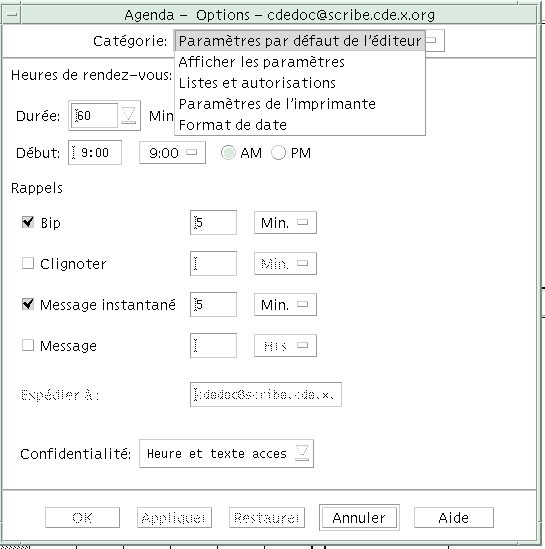 Agenda – Options – cdedoc@scribe.cde.x.org
Catégorie: Paramètres par défaut de l'éditeur
Afficher les paramètres
Listes et autorisations
Paramètres de l'imprimante
Format de date
Heures de rendez-vous:
Durée: 60 Min
Début: 9:00 9:00 AM PM
Rappels
Bip 5 Min.
Clignoter Min.
Message instantané 5 Min.
Message Hrs
Expédier à: cdedoc@scribe.cde.x.
Confidentialité: Heure et texte acces
OK Appliquer Restaurer Annuler Aide